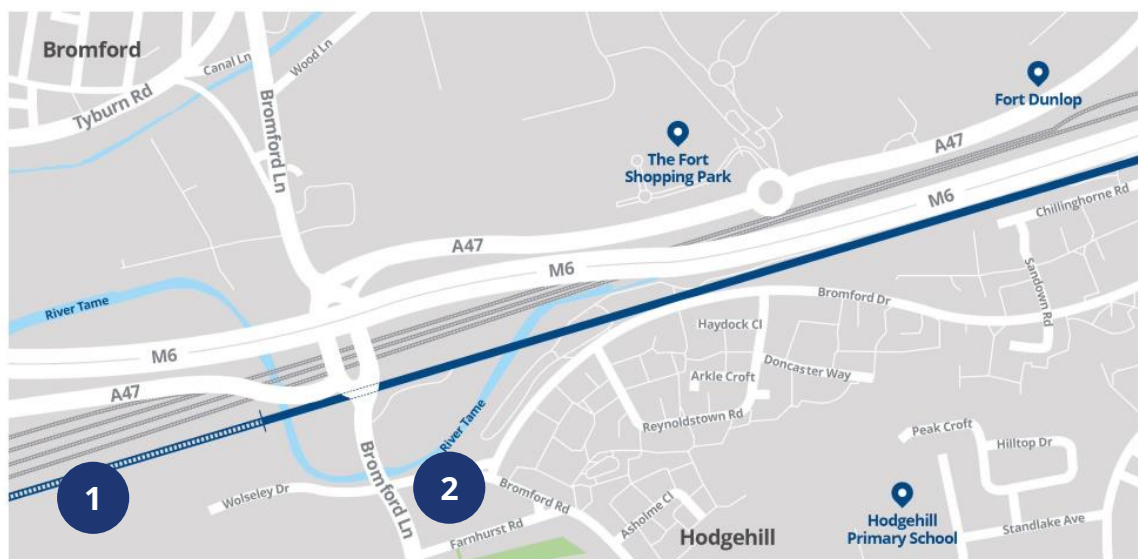 Bromford
Canal Ln
Wood Ln
Tyburn Rd
Bromford Ln
Fort Dunlop
The Fort
Shopping Park
A47
M6
Chillinghorne Rd
A47
M6
Sandown Rd
Bromford Dr
River Tame
Haydock Cl
M6
Doncaster Way
Arkle Croft
A47
Reynoldstown Rd
River Tame
Peak Croft
Hilltop Dr
Bromford Ln
1
2
Wolseley Dr
Bromford Rd
Asholme Cl
Farnhurst Rd
Hodgehill
Hodgehill
Primary School
Standlake Ave